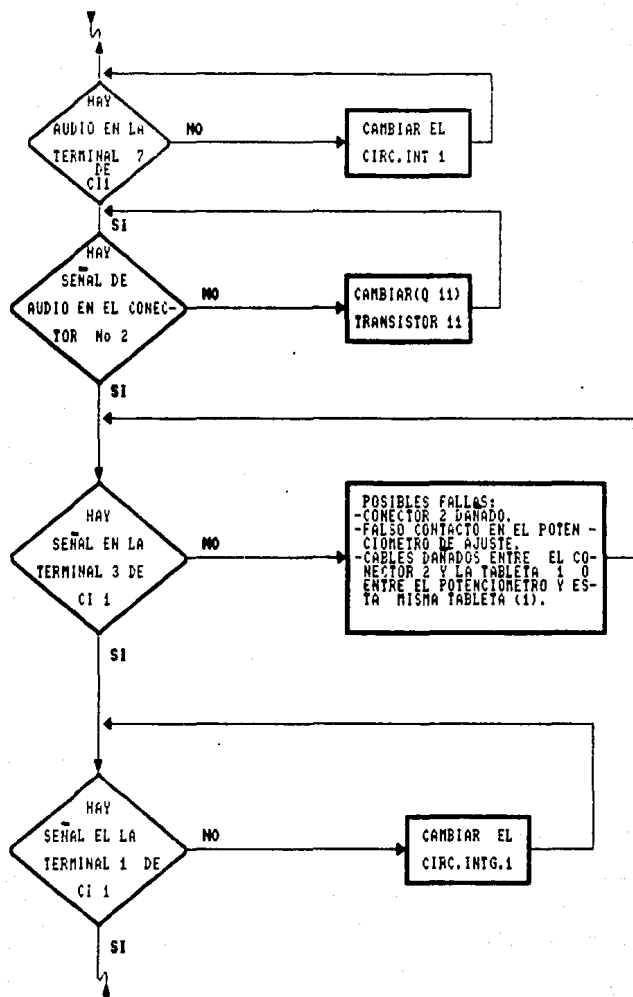 HAY
AUDIO EN LA
TERMINAL 7
DE
CI1
NO
CAMBIAR EL
CIRC.INT 1
SI
HAY
SEÑAL DE
AUDIO EN EL CONEC-
TOR No 2
NO
CAMBIAR(Q 11)
TRANSISTOR 11
SI
HAY
SEÑAL EN LA
TERMINAL 3 DE
CI 1
NO
POSIBLES FALLAS:
-CONECTOR 2 DAÑADO.
-FALSO CONTACTO EN EL POTEN -
CIOMETRO DE AJUSTE.
-CABLES DAÑADOS ENTRE EL CO-
NECTOR 2 Y LA TABLETA 1 O
ENTRE EL POTENCIOMETRO Y ES-
TA MISMA TABLETA (1).
SI
HAY
SEÑAL EL LA
TERMINAL 1 DE
CI 1
NO
CAMBIAR EL
CIRC.INTG.1
SI